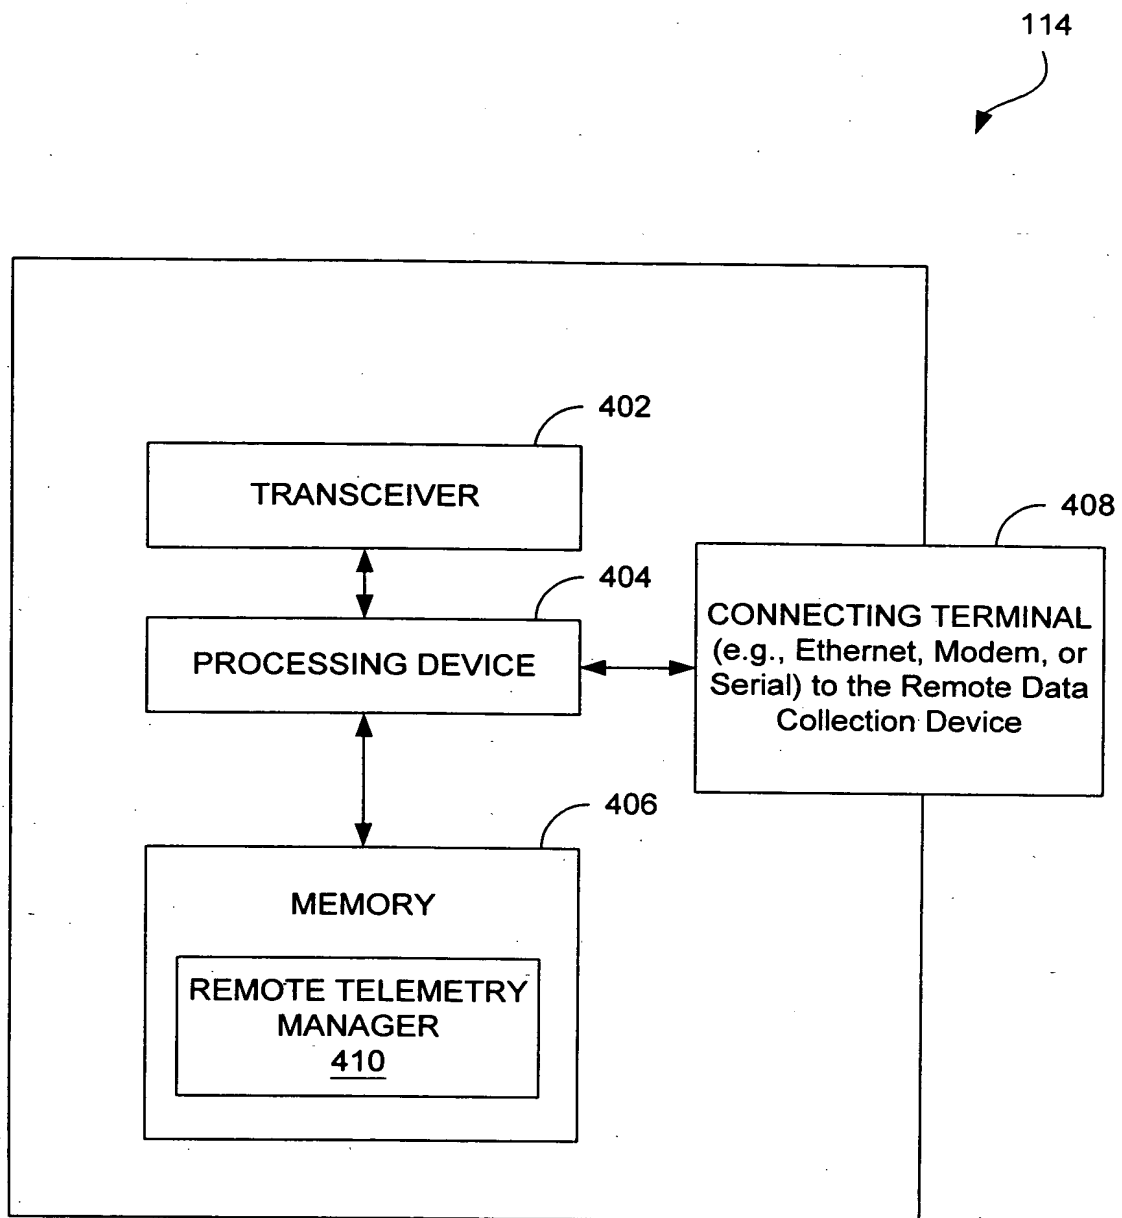 114
402
TRANSCEIVER
408
404
CONNECTING TERMINAL
(e.g., Ethernet, Modem, or
Serial) to the Remote Data
Collection Device
PROCESSING DEVICE
406
MEMORY
REMOTE TELEMETRY
MANAGER
410